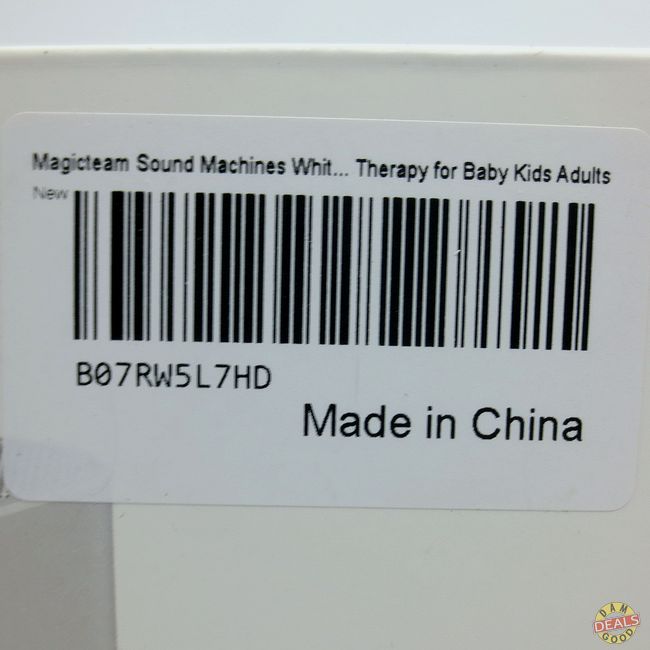 Magicteam Sound Machines Whit... Therapy for Baby Kids Adults
New
B07RW5L7HD
Made in China
DAM
DEALS
GOOD